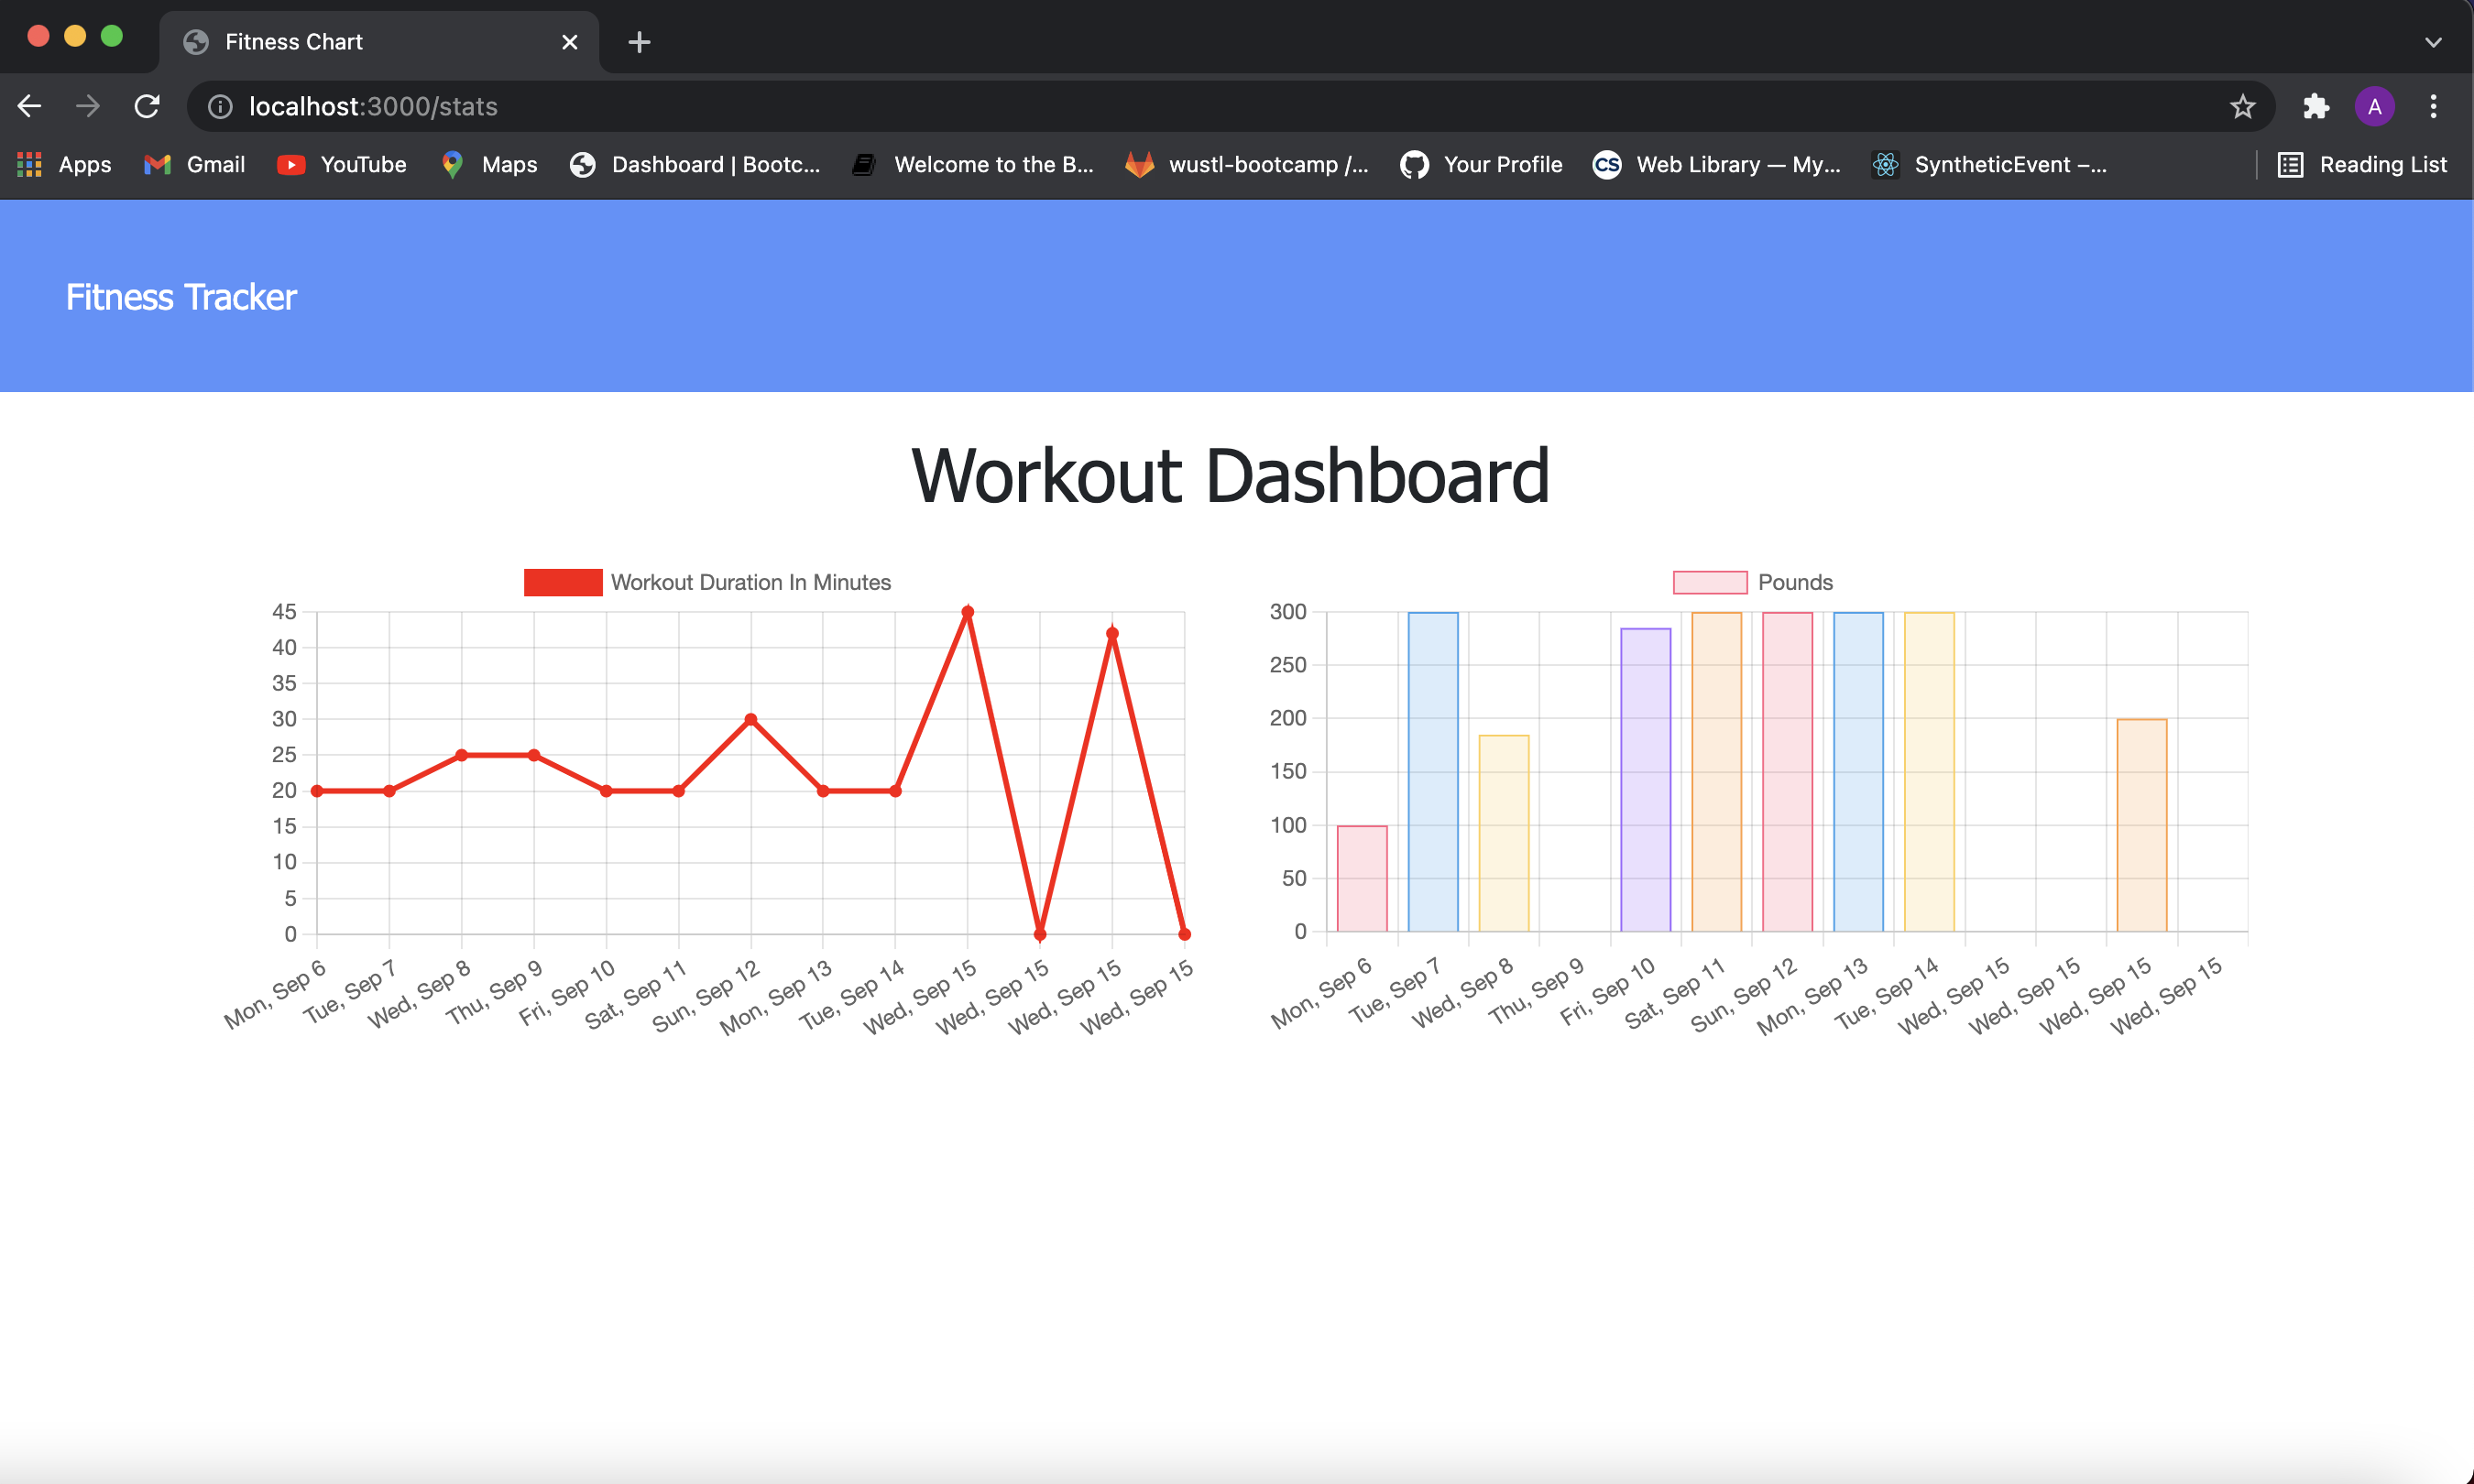 Fitness Chart
localhost:3000/stats
A
Apps Gmail YouTube Maps Dashboard | Bootc... Welcome to the B... wustl-bootcamp /... Your Profile CS Web Library — My... SyntheticEvent –... Reading List
Fitness Tracker
Workout Dashboard
Workout Duration In Minutes
45
40
35
30
25
20
15
10
5
0
Mon, Sep 6
Tue, Sep 7
Wed, Sep 8
Thu, Sep 9
Fri, Sep 10
Sat, Sep 11
Sun, Sep 12
Mon, Sep 13
Tue, Sep 14
Wed, Sep 15
Wed, Sep 15
Wed, Sep 15
Wed, Sep 15
Pounds
300
250
200
150
100
50
0
Mon, Sep 6
Tue, Sep 7
Wed, Sep 8
Thu, Sep 9
Fri, Sep 10
Sat, Sep 11
Sun, Sep 12
Mon, Sep 13
Tue, Sep 14
Wed, Sep 15
Wed, Sep 15
Wed, Sep 15
Wed, Sep 15